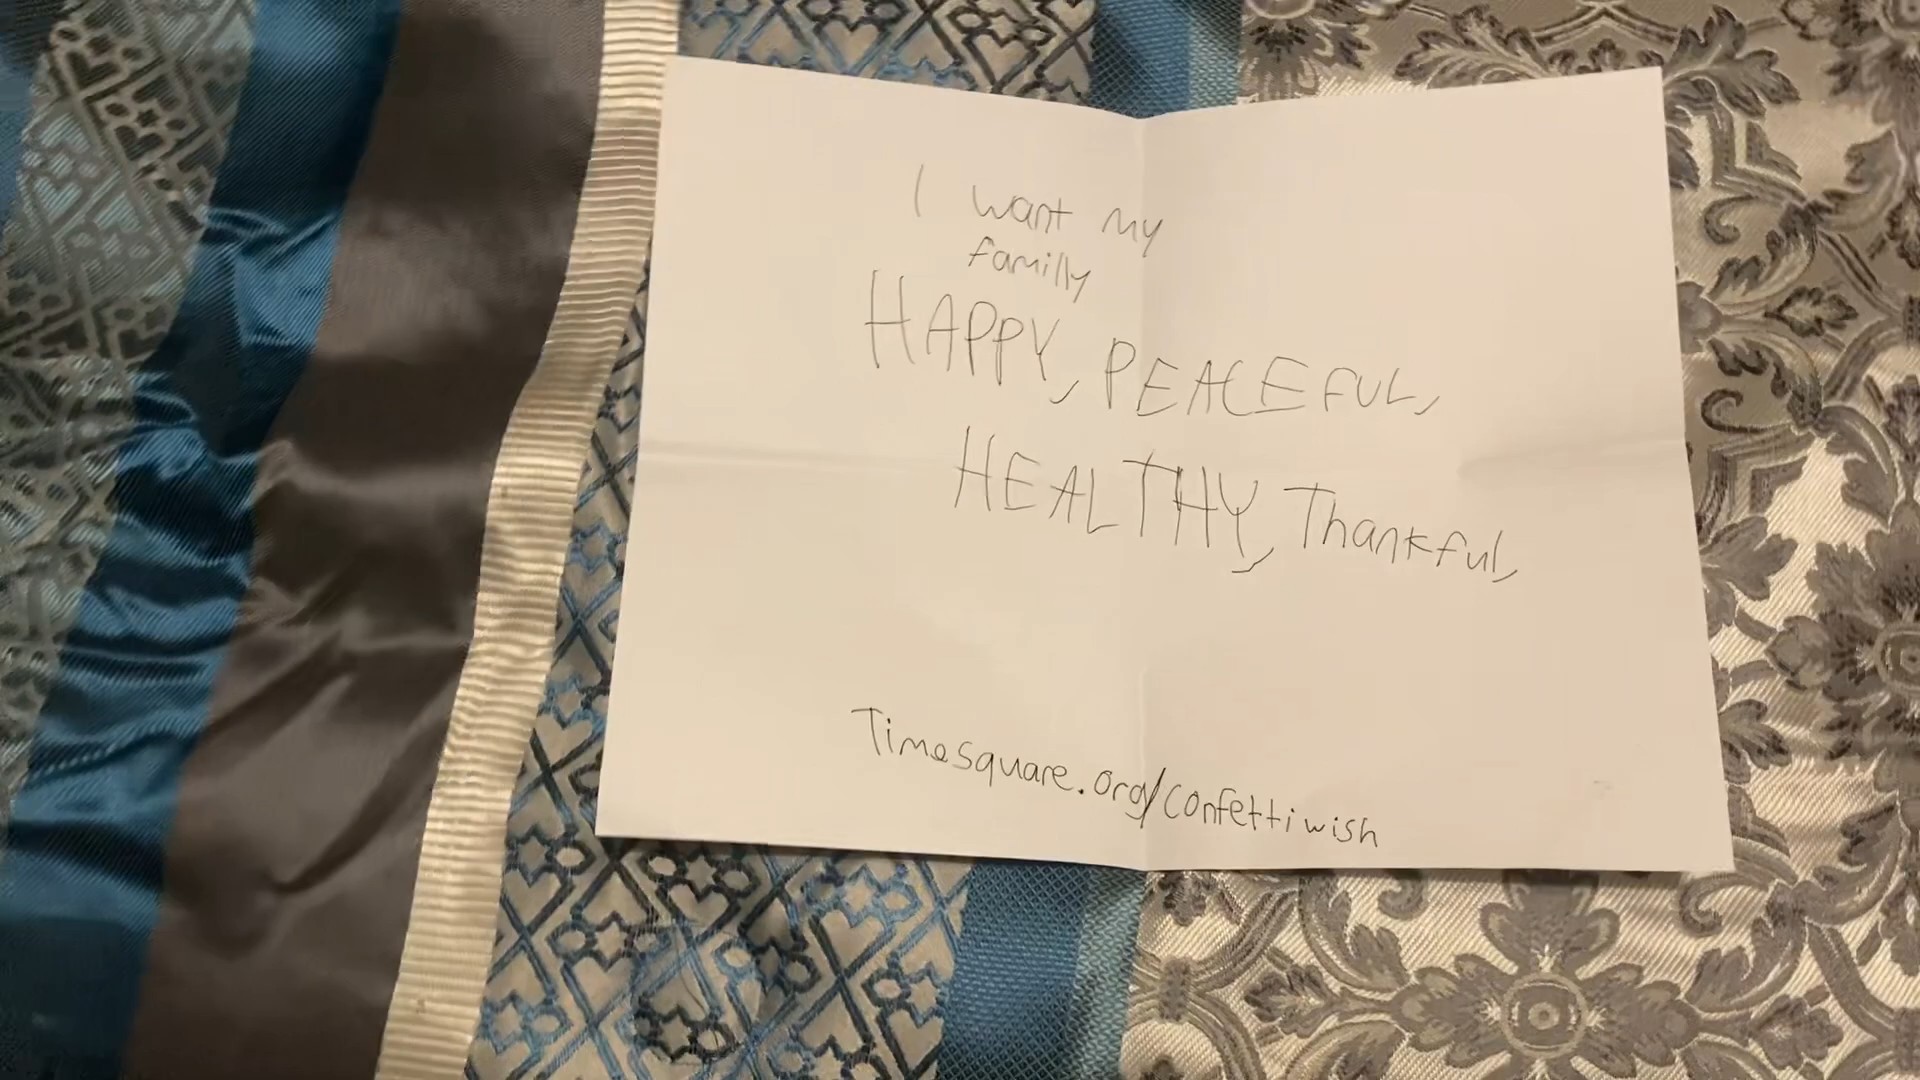 I want my
familly
HAPPY, PEACEFUL,
HEALTHY, Thankful,
Timesquare.org/confettiwish